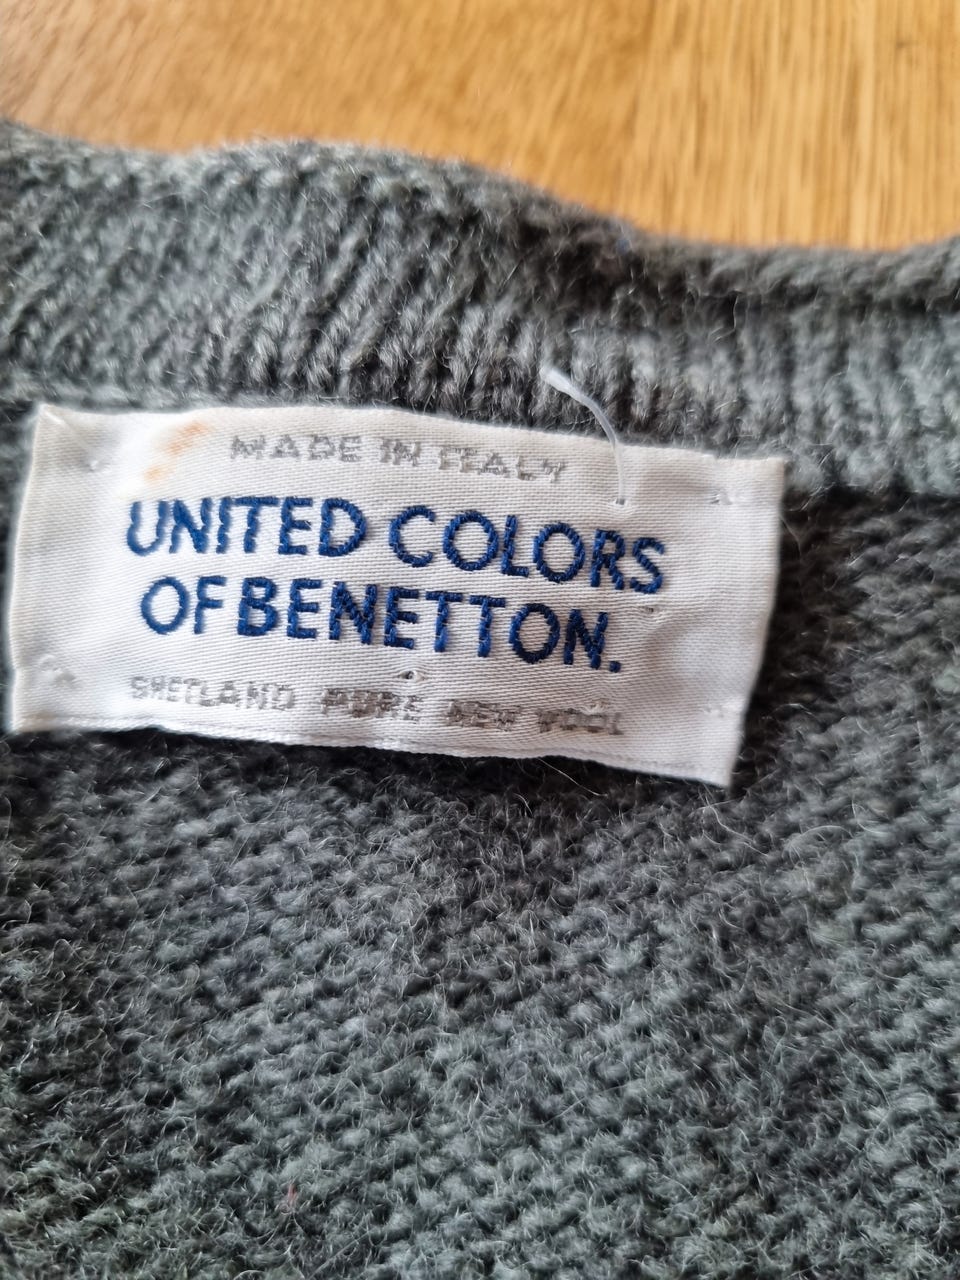 MADE IN ITALY
UNITED COLORS
OF BENETTON.
SHETLAND PURE NEW WOOL